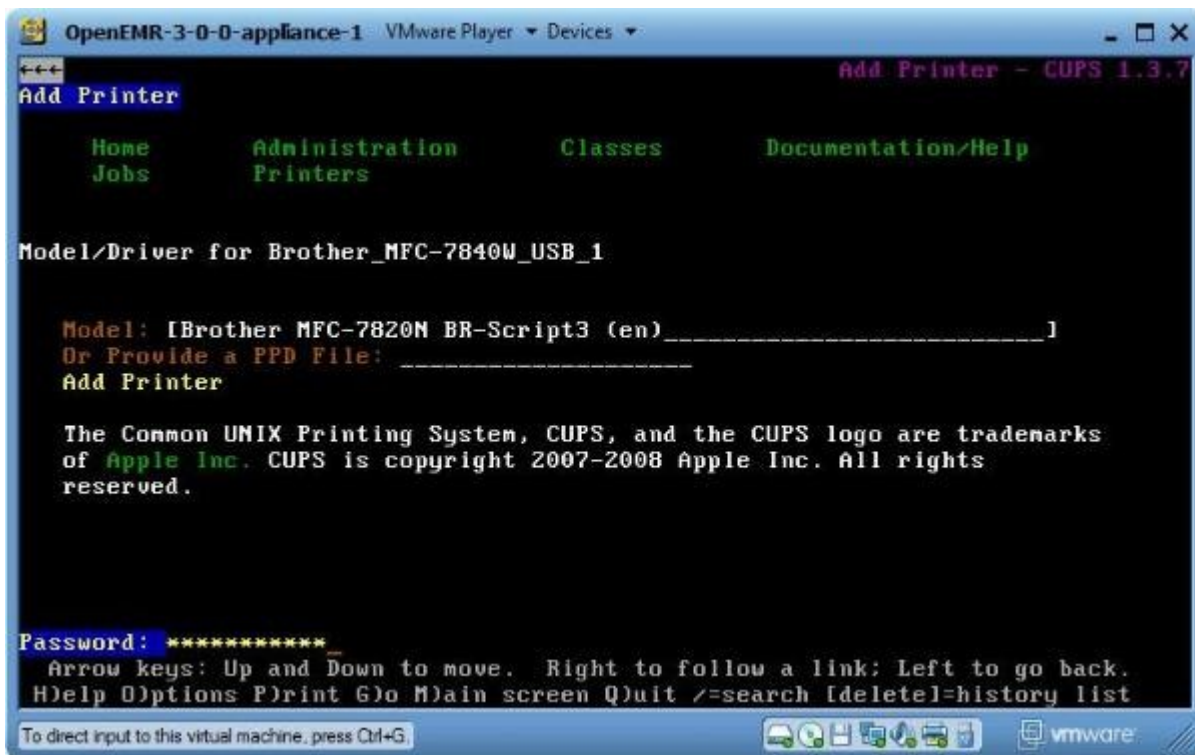 OpenEMR-3-0-0-appliance-1 VMware Player Devices
←←← Add Printer - CUPS 1.3.7
Add Printer
Home Administration Classes Documentation/Help
Jobs Printers
Model/Driver for Brother_MFC-7840W_USB_1
Model: [Brother MFC-7820N BR-Script3 (en)__________________________]
Or Provide a PPD File: ____________________
Add Printer
The Common UNIX Printing System, CUPS, and the CUPS logo are trademarks
of Apple Inc. CUPS is copyright 2007-2008 Apple Inc. All rights
reserved.
Password: ***********_
Arrow keys: Up and Down to move. Right to follow a link; Left to go back.
H)elp O)ptions P)rint G)o M)ain screen Q)uit /=search [delete]=history list
To direct input to this virtual machine, press Ctrl+G. vmware